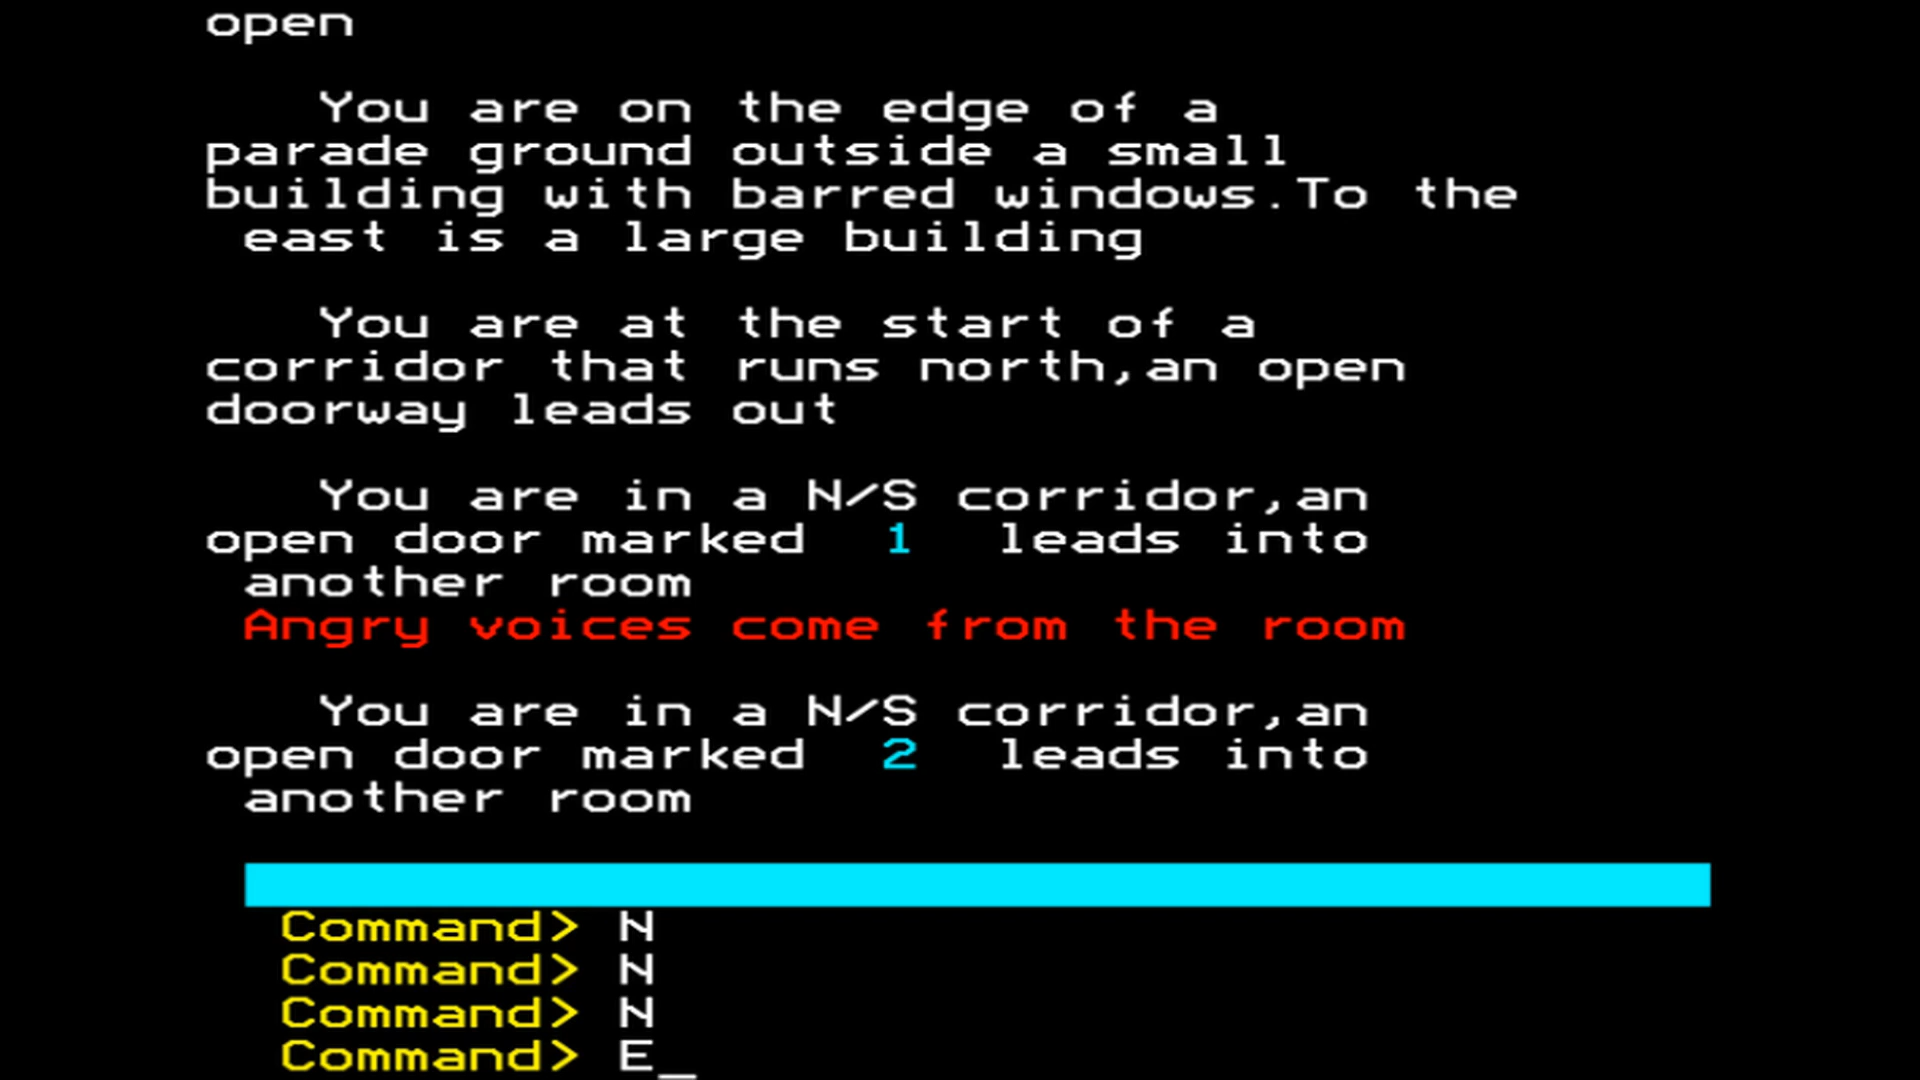 open
You are on the edge of a
parade ground outside a small
building with barred windows.To the
east is a large building
You are at the start of a
corridor that runs north,an open
doorway leads out
You are in a N/S corridor,an
open door marked 1 leads into
another room
Angry voices come from the room
You are in a N/S corridor,an
open door marked 2 leads into
another room
Command> N
Command> N
Command> N
Command> E_